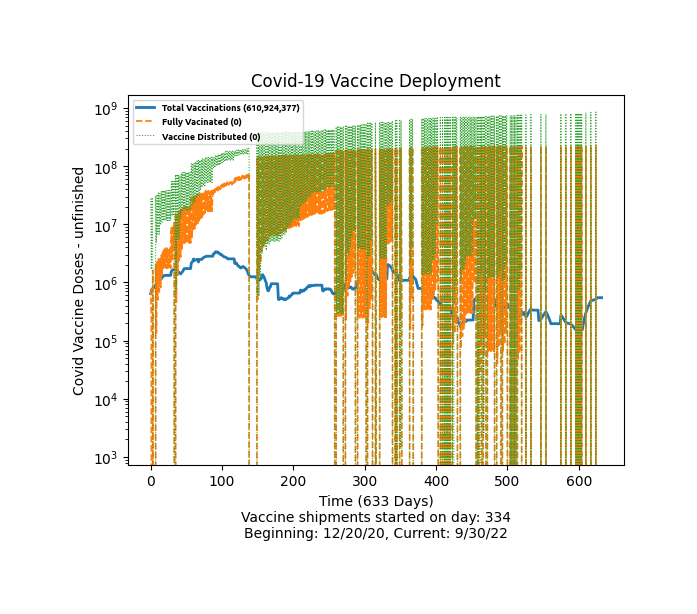 Covid-19 Vaccine Deployment
Total Vaccinations (610,924,377)
Fully Vacinated (0)
Vaccine Distributed (0)
10⁹
10⁸
10⁷
10⁶
10⁵
10⁴
10³
Covid Vaccine Doses - unfinished
0 100 200 300 400 500 600
Time (633 Days)
Vaccine shipments started on day: 334
Beginning: 12/20/20, Current: 9/30/22